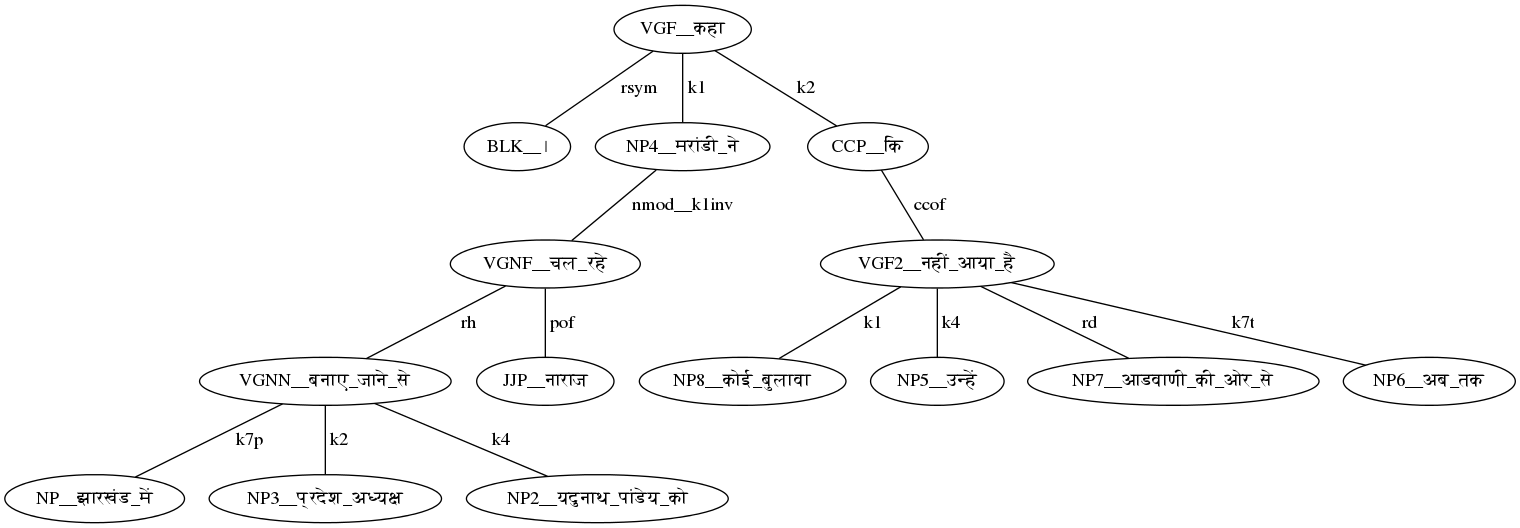 VGF__कहा
rsym k1 k2
BLK__। NP4__मरांडी_ने CCP__कि
nmod__k1inv ccof
VGNF__चल_रहे VGF2__नहीं_आया_है
rh pof k1 k4 rd k7t
VGNN__बनाए_जाने_से JJP__नाराज NP8__कोई_बुलावा NP5__उन्हें NP7__आडवाणी_की_ओर_से NP6__अब_तक
k7p k2 k4
NP__झारखंड_में NP3__प्रदेश_अध्यक्ष NP2__यदुनाथ_पांडेय_को